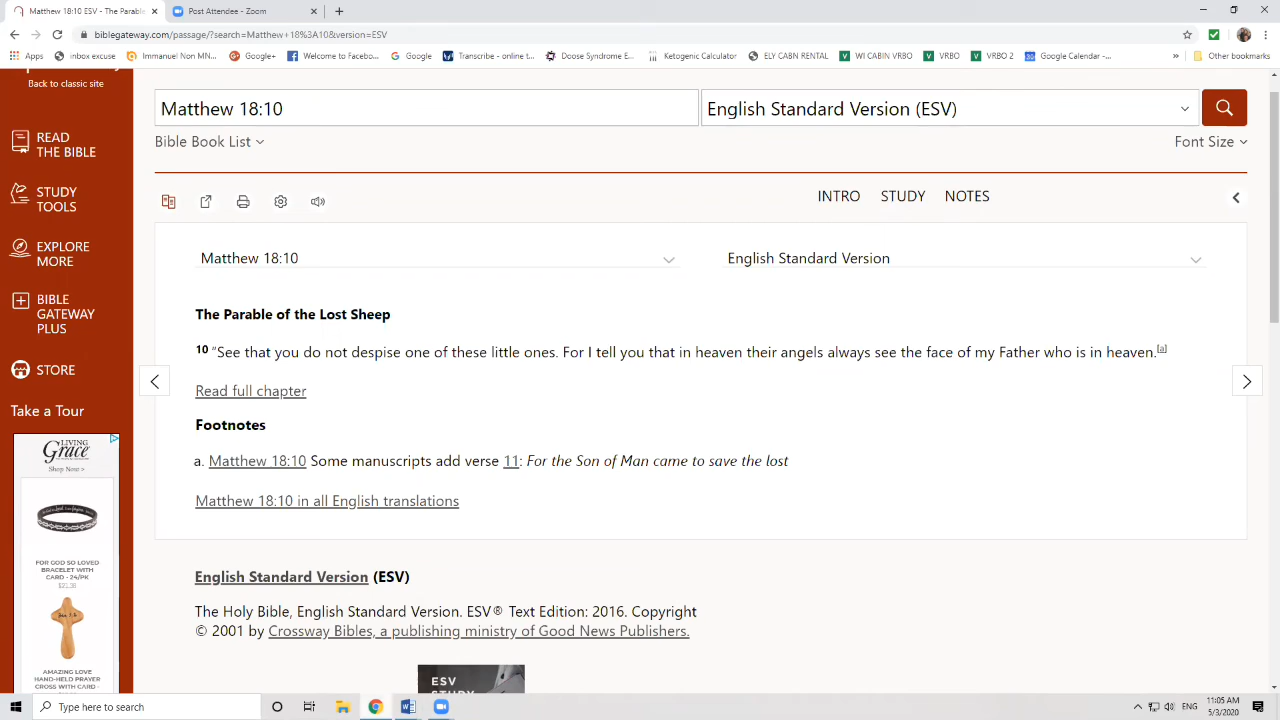 Matthew 18:10 ESV - The Parable
Post Attendee - Zoom
biblegateway.com/passage/?search=Matthew+18%3A10&version=ESV
Apps
inbox excuse
Immanuel Non MN...
Google+
Welcome to Facebo...
Google
Transcribe - online t...
Doose Syndrome E...
Ketogenic Calculator
ELY CABN RENTAL
WI CABIN VRBO
VRBO
VRBO 2
Google Calendar -...
»
Other bookmarks
Back to classic site
READ
THE BIBLE
STUDY
TOOLS
EXPLORE
MORE
BIBLE
GATEWAY
PLUS
STORE
Take a Tour
LIVING
Grace
Shop Now >
FOR GOD SO LOVED
BRACELET WITH
CARD - 24/PK
AMAZING LOVE
HAND-HELD PRAYER
CROSS WITH CARD -
Matthew 18:10
English Standard Version (ESV)
Bible Book List
Font Size
INTRO STUDY NOTES
Matthew 18:10
English Standard Version
The Parable of the Lost Sheep
10 “See that you do not despise one of these little ones. For I tell you that in heaven their angels always see the face of my Father who is in heaven.[a]
Read full chapter
Footnotes
a. Matthew 18:10 Some manuscripts add verse 11: For the Son of Man came to save the lost
Matthew 18:10 in all English translations
English Standard Version (ESV)
The Holy Bible, English Standard Version. ESV® Text Edition: 2016. Copyright
© 2001 by Crossway Bibles, a publishing ministry of Good News Publishers.
ESV
STUDY
Type here to search
ENG
11:05 AM
5/3/2020